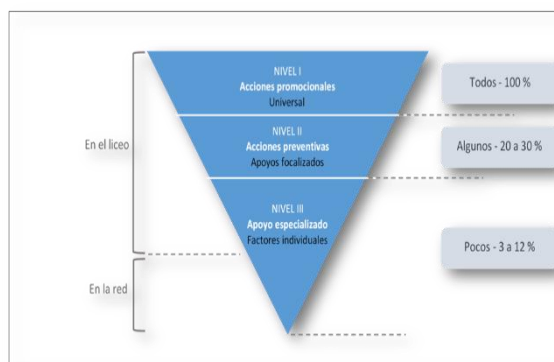 NIVEL I
Acciones promocionales
Universal
Todos - 100 %
NIVEL II
Acciones preventivas
Apoyos focalizados
Algunos - 20 a 30 %
En el liceo
NIVEL III
Apoyo especializado
Factores individuales
Pocos - 3 a 12 %
En la red